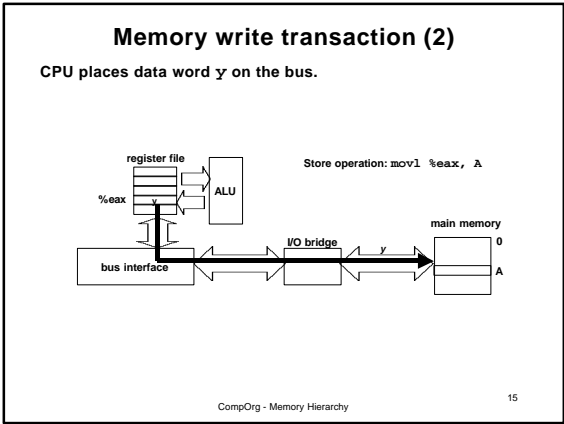 Memory write transaction (2)
CPU places data word y on the bus.
register file
Store operation: movl %eax, A
ALU
%eax
y
main memory
I/O bridge
y
0
bus interface
A
CompOrg - Memory Hierarchy
15